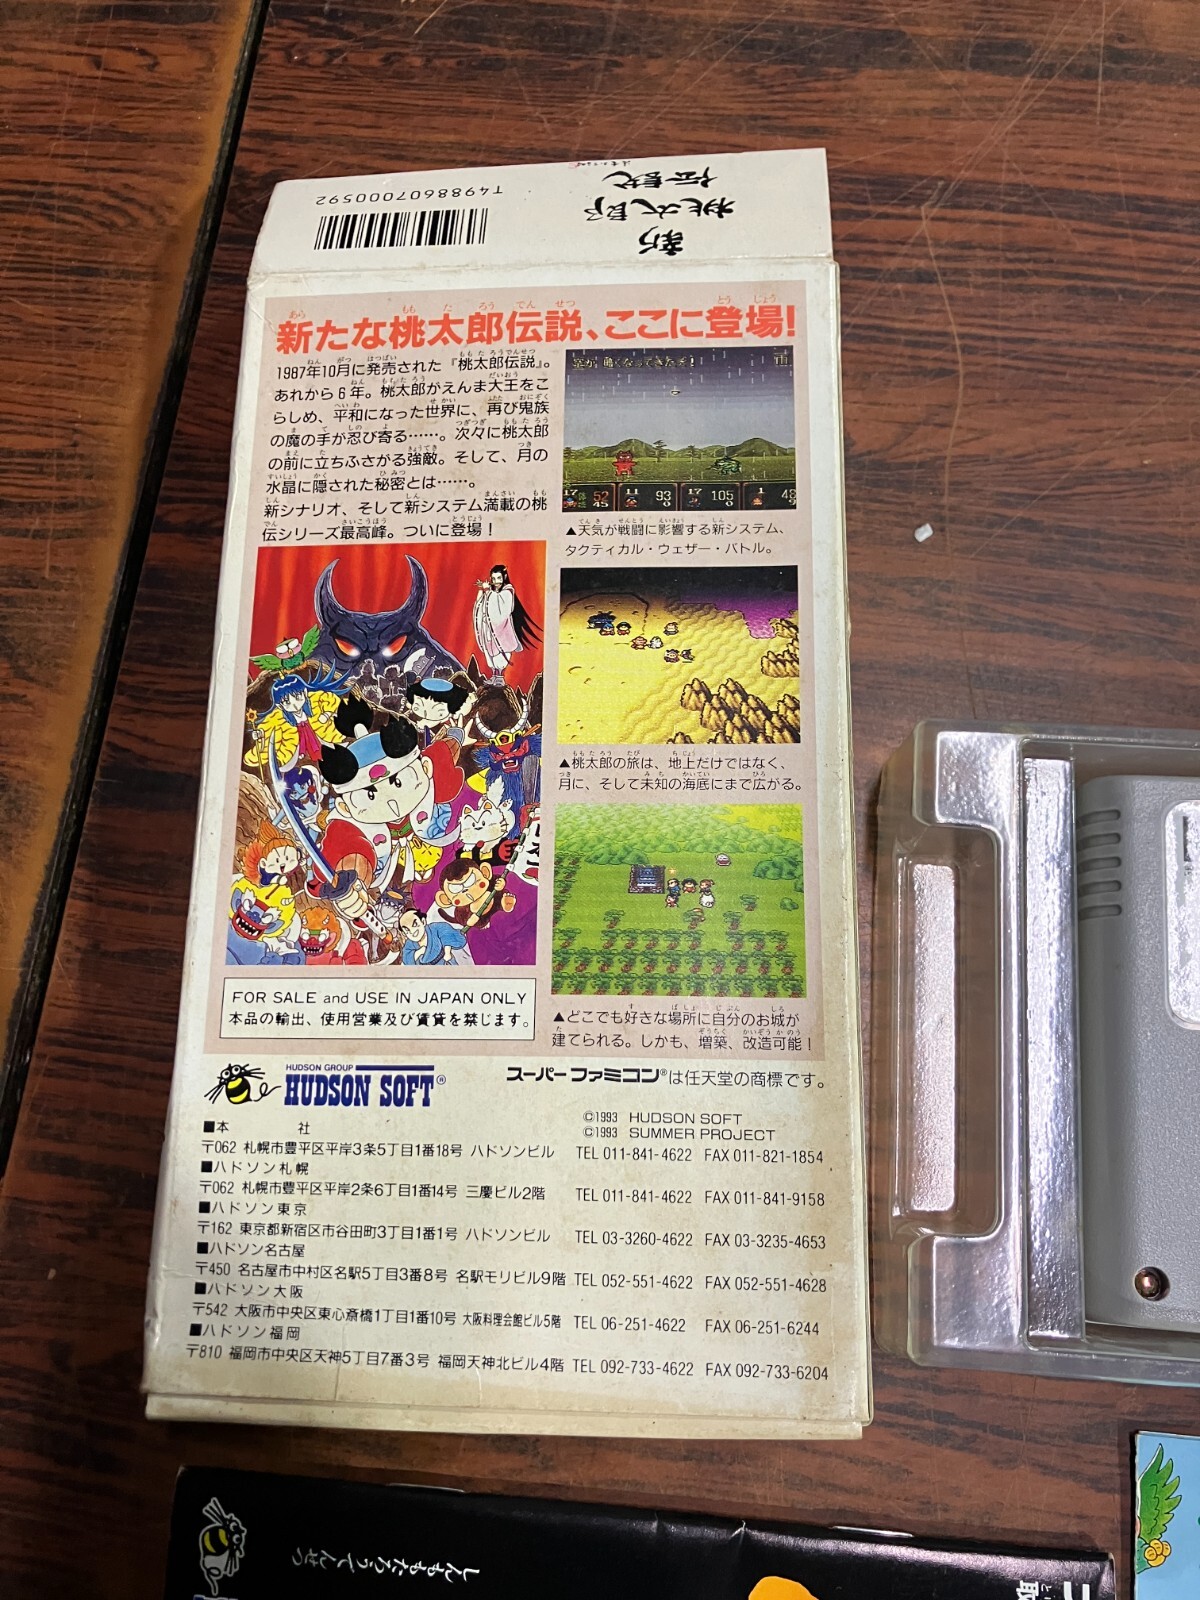 新
桃太郎
伝説
T4988607000592
新たな桃太郎伝説、ここに登場!
1987年10月に発売された『桃太郎伝説』。
あれから6年。桃太郎がえんま大王をこ
らしめ、平和になった世界に、再び鬼族
の魔の手が忍び寄る……。次々に桃太郎
の前に立ちふさがる強敵。そして、月の
水晶に隠された秘密とは……。
新シナリオ、そして新システム満載の桃
伝シリーズ最高峰。ついに登場!
17 52 11 93 17 105
▲天気が戦闘に影響する新システム、
タクティカル・ウェザー・バトル。
▲桃太郎の旅は、地上だけではなく、
月に、そして未知の海底にまで広がる。
▲どこでも好きな場所に自分のお城が
建てられる。しかも、増築、改造可能!
FOR SALE and USE IN JAPAN ONLY
本品の輸出、使用営業及び賃貸を禁じます。
HUDSON GROUP
HUDSON SOFT®
スーパーファミコン®は任天堂の商標です。
©1993 HUDSON SOFT
©1993 SUMMER PROJECT
■本 社
〒062 札幌市豊平区平岸3条5丁目1番18号 ハドソンビル TEL 011-841-4622 FAX 011-821-1854
■ハドソン札幌
〒062 札幌市豊平区平岸2条6丁目1番14号 三慶ビル2階 TEL 011-841-4622 FAX 011-841-9158
■ハドソン東京
〒162 東京都新宿区市谷田町3丁目1番1号 ハドソンビル TEL 03-3260-4622 FAX 03-3235-4653
■ハドソン名古屋
〒450 名古屋市中村区名駅5丁目3番8号 名駅モリビル9階 TEL 052-551-4622 FAX 052-551-4628
■ハドソン大阪
〒542 大阪市中央区東心斎橋1丁目1番10号 大阪料理会館ビル5階 TEL 06-251-4622 FAX 06-251-6244
■ハドソン福岡
〒810 福岡市中央区天神5丁目7番3号 福岡天神北ビル4階 TEL 092-733-4622 FAX 092-733-6204
しんももたろうでんせつ
取